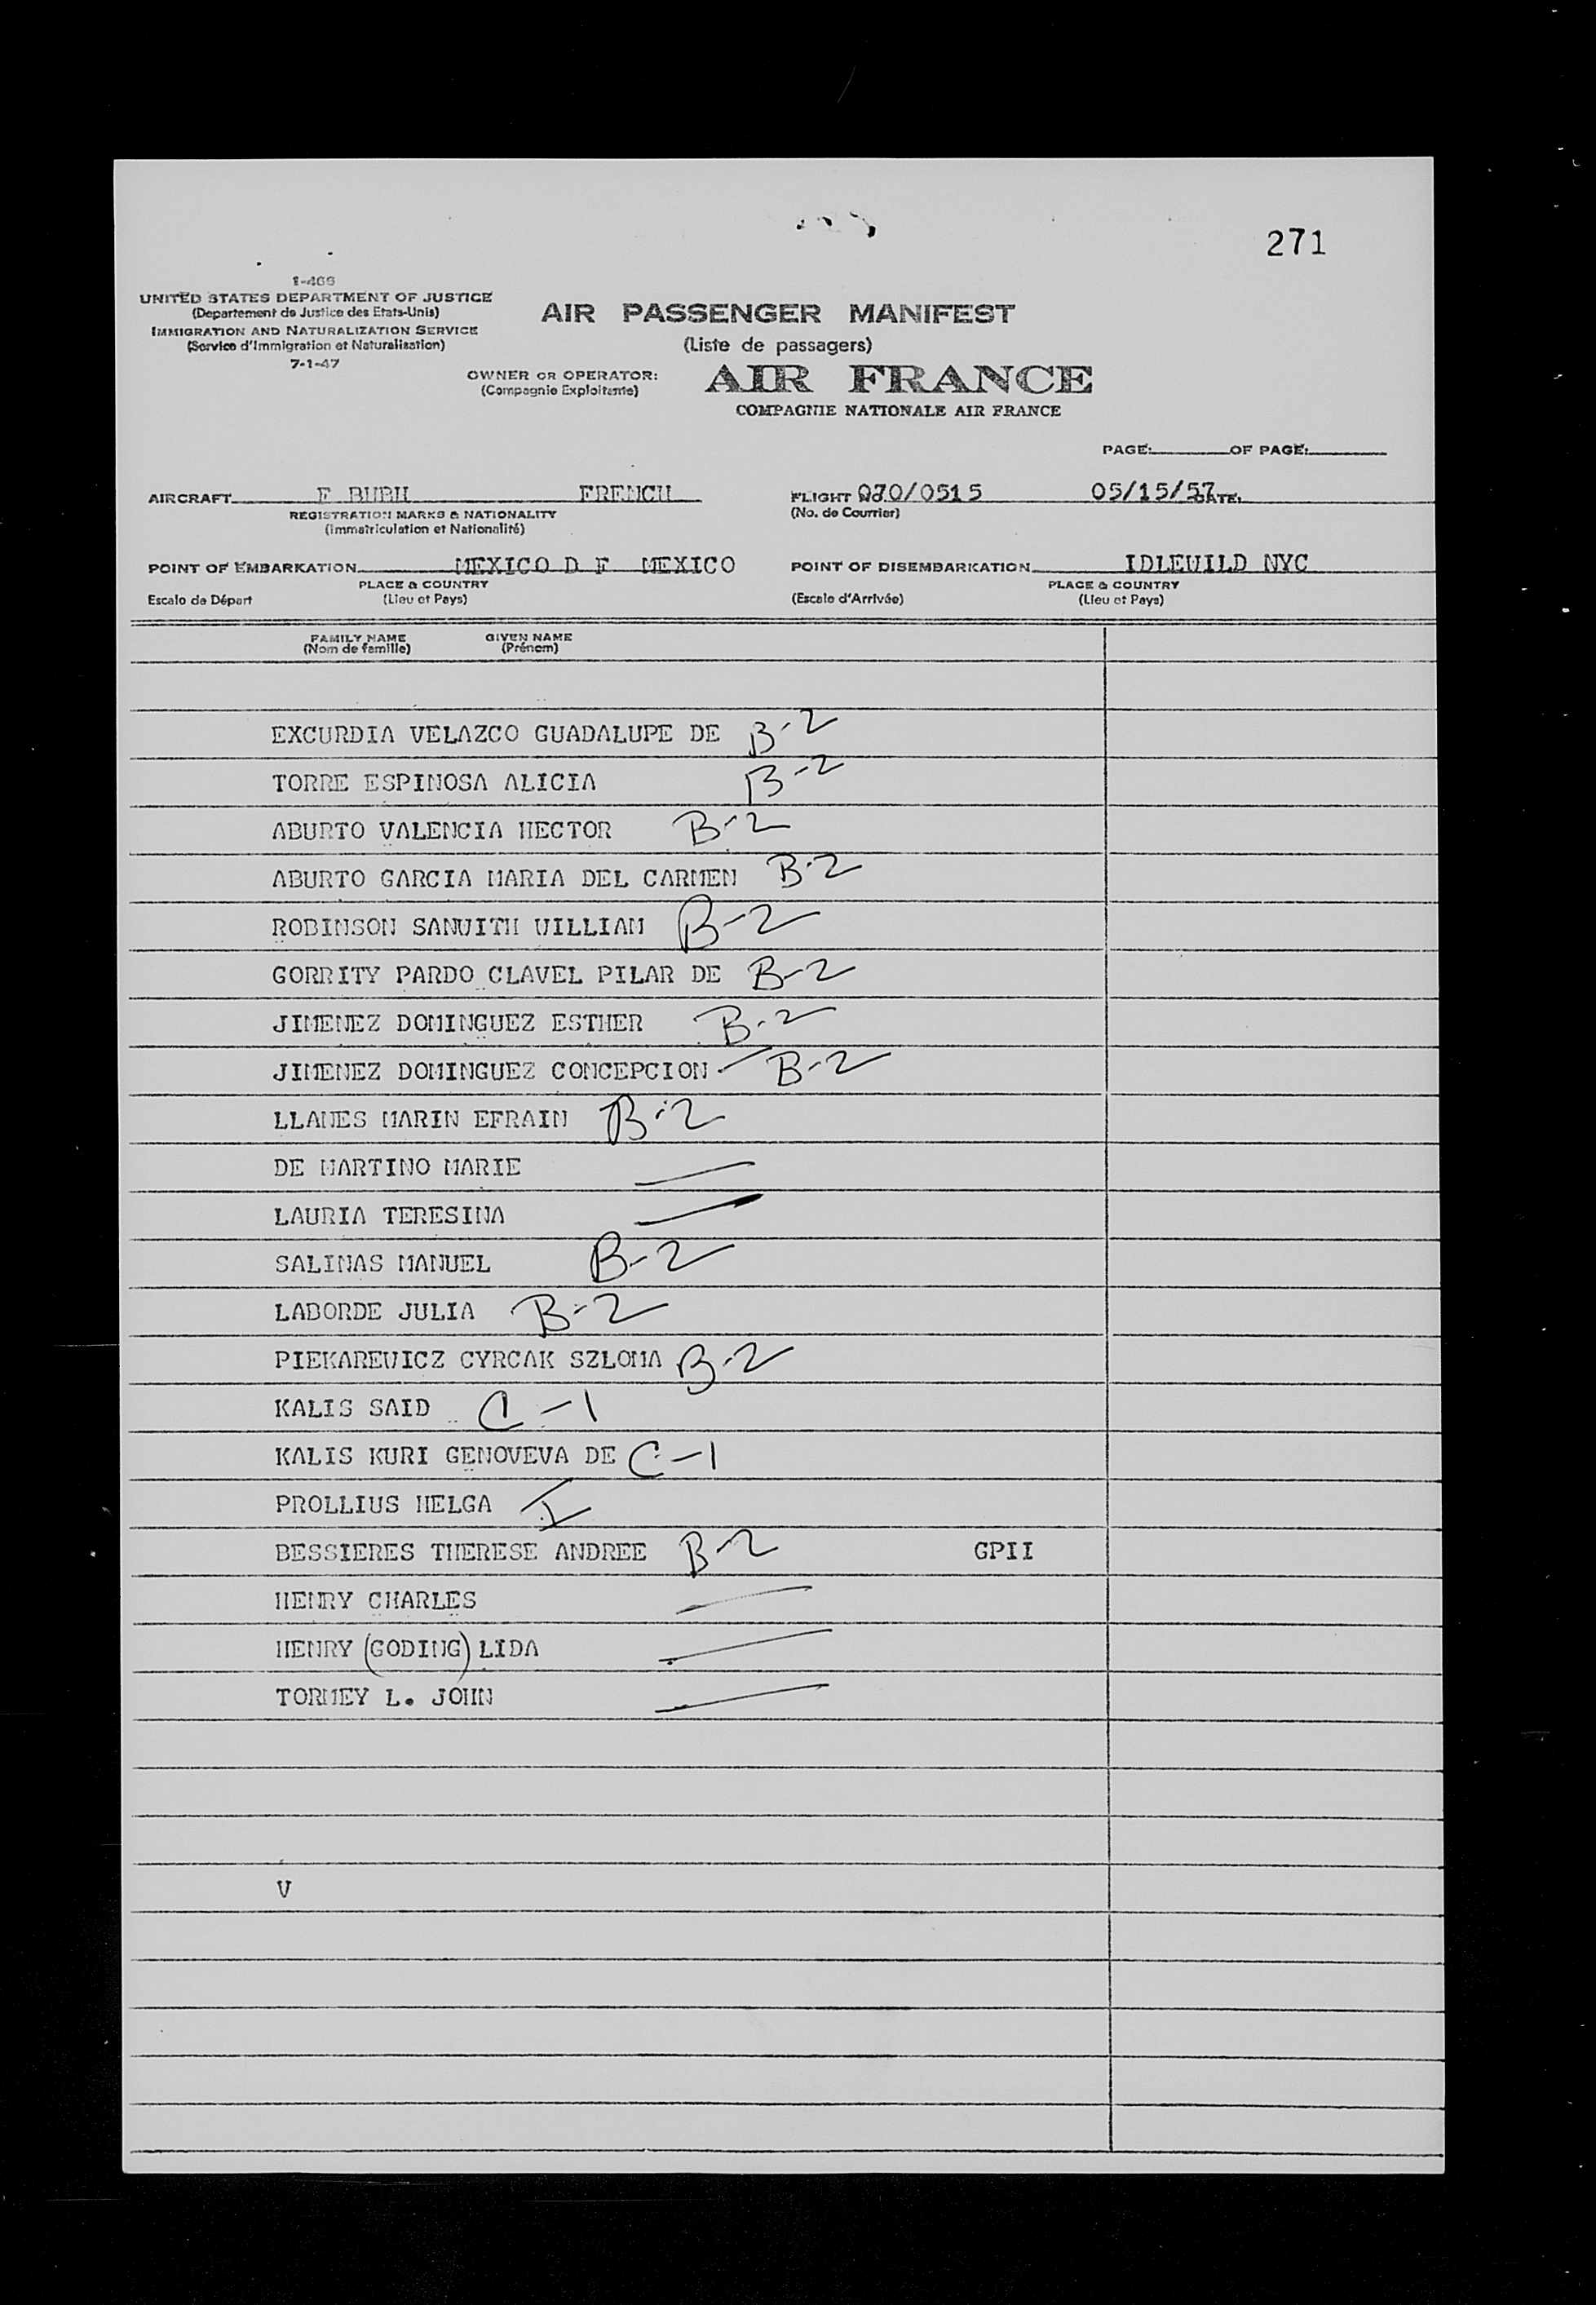 271
I-466
UNITED STATES DEPARTMENT OF JUSTICE
(Departement de Justice des Etats-Unis)
IMMIGRATION AND NATURALIZATION SERVICE
(Service d'Immigration et Naturalisation)
7-1-47
AIR PASSENGER MANIFEST
(Liste de passagers)
OWNER OR OPERATOR:
(Compagnie Exploitante)
AIR FRANCE
COMPAGNIE NATIONALE AIR FRANCE
PAGE: OF PAGE:
AIRCRAFT F FRENCH FLIGHT 070/0515 05/15/57 DATE.
REGISTRATION MARKS & NATIONALITY (No. de Courrier)
(Immatriculation et Nationalité)
POINT OF EMBARKATION MEXICO D F MEXICO POINT OF DISEMBARKATION IDLEWILD NYC
PLACE & COUNTRY PLACE & COUNTRY
Escale de Départ (Lieu et Pays) (Escale d'Arrivée) (Lieu et Pays)
FAMILY NAME GIVEN NAME
(Nom de famille) (Prénom)
EXCURDIA VELAZCO GUADALUPE DE B-2
TORRE ESPINOSA ALICIA B-2
ABURTO VALENCIA HECTOR B-2
ABURTO GARCIA MARIA DEL CARMEN B-2
ROBINSON SANWITH WILLIAM B-2
GORRITY PARDO CLAVEL PILAR DE B-2
JIMENEZ DOMINGUEZ ESTHER B-2
JIMENEZ DOMINGUEZ CONCEPCION B-2
LLANES MARIN EFRAIN B-2
DE MARTINO MARIE
LAURIA TERESINA
SALINAS MANUEL B-2
LABORDE JULIA B-2
PIEKAREWICZ CYRCAK SZLOMA B-2
KALIS SAID C-1
KALIS KURI GENOVEVA DE C-1
PROLLIUS HELGA I
BESSIERES THERESE ANDREE B-2 GPII
HENRY CHARLES
HENRY (GODING) LIDA
TORMEY L. JOHN
V